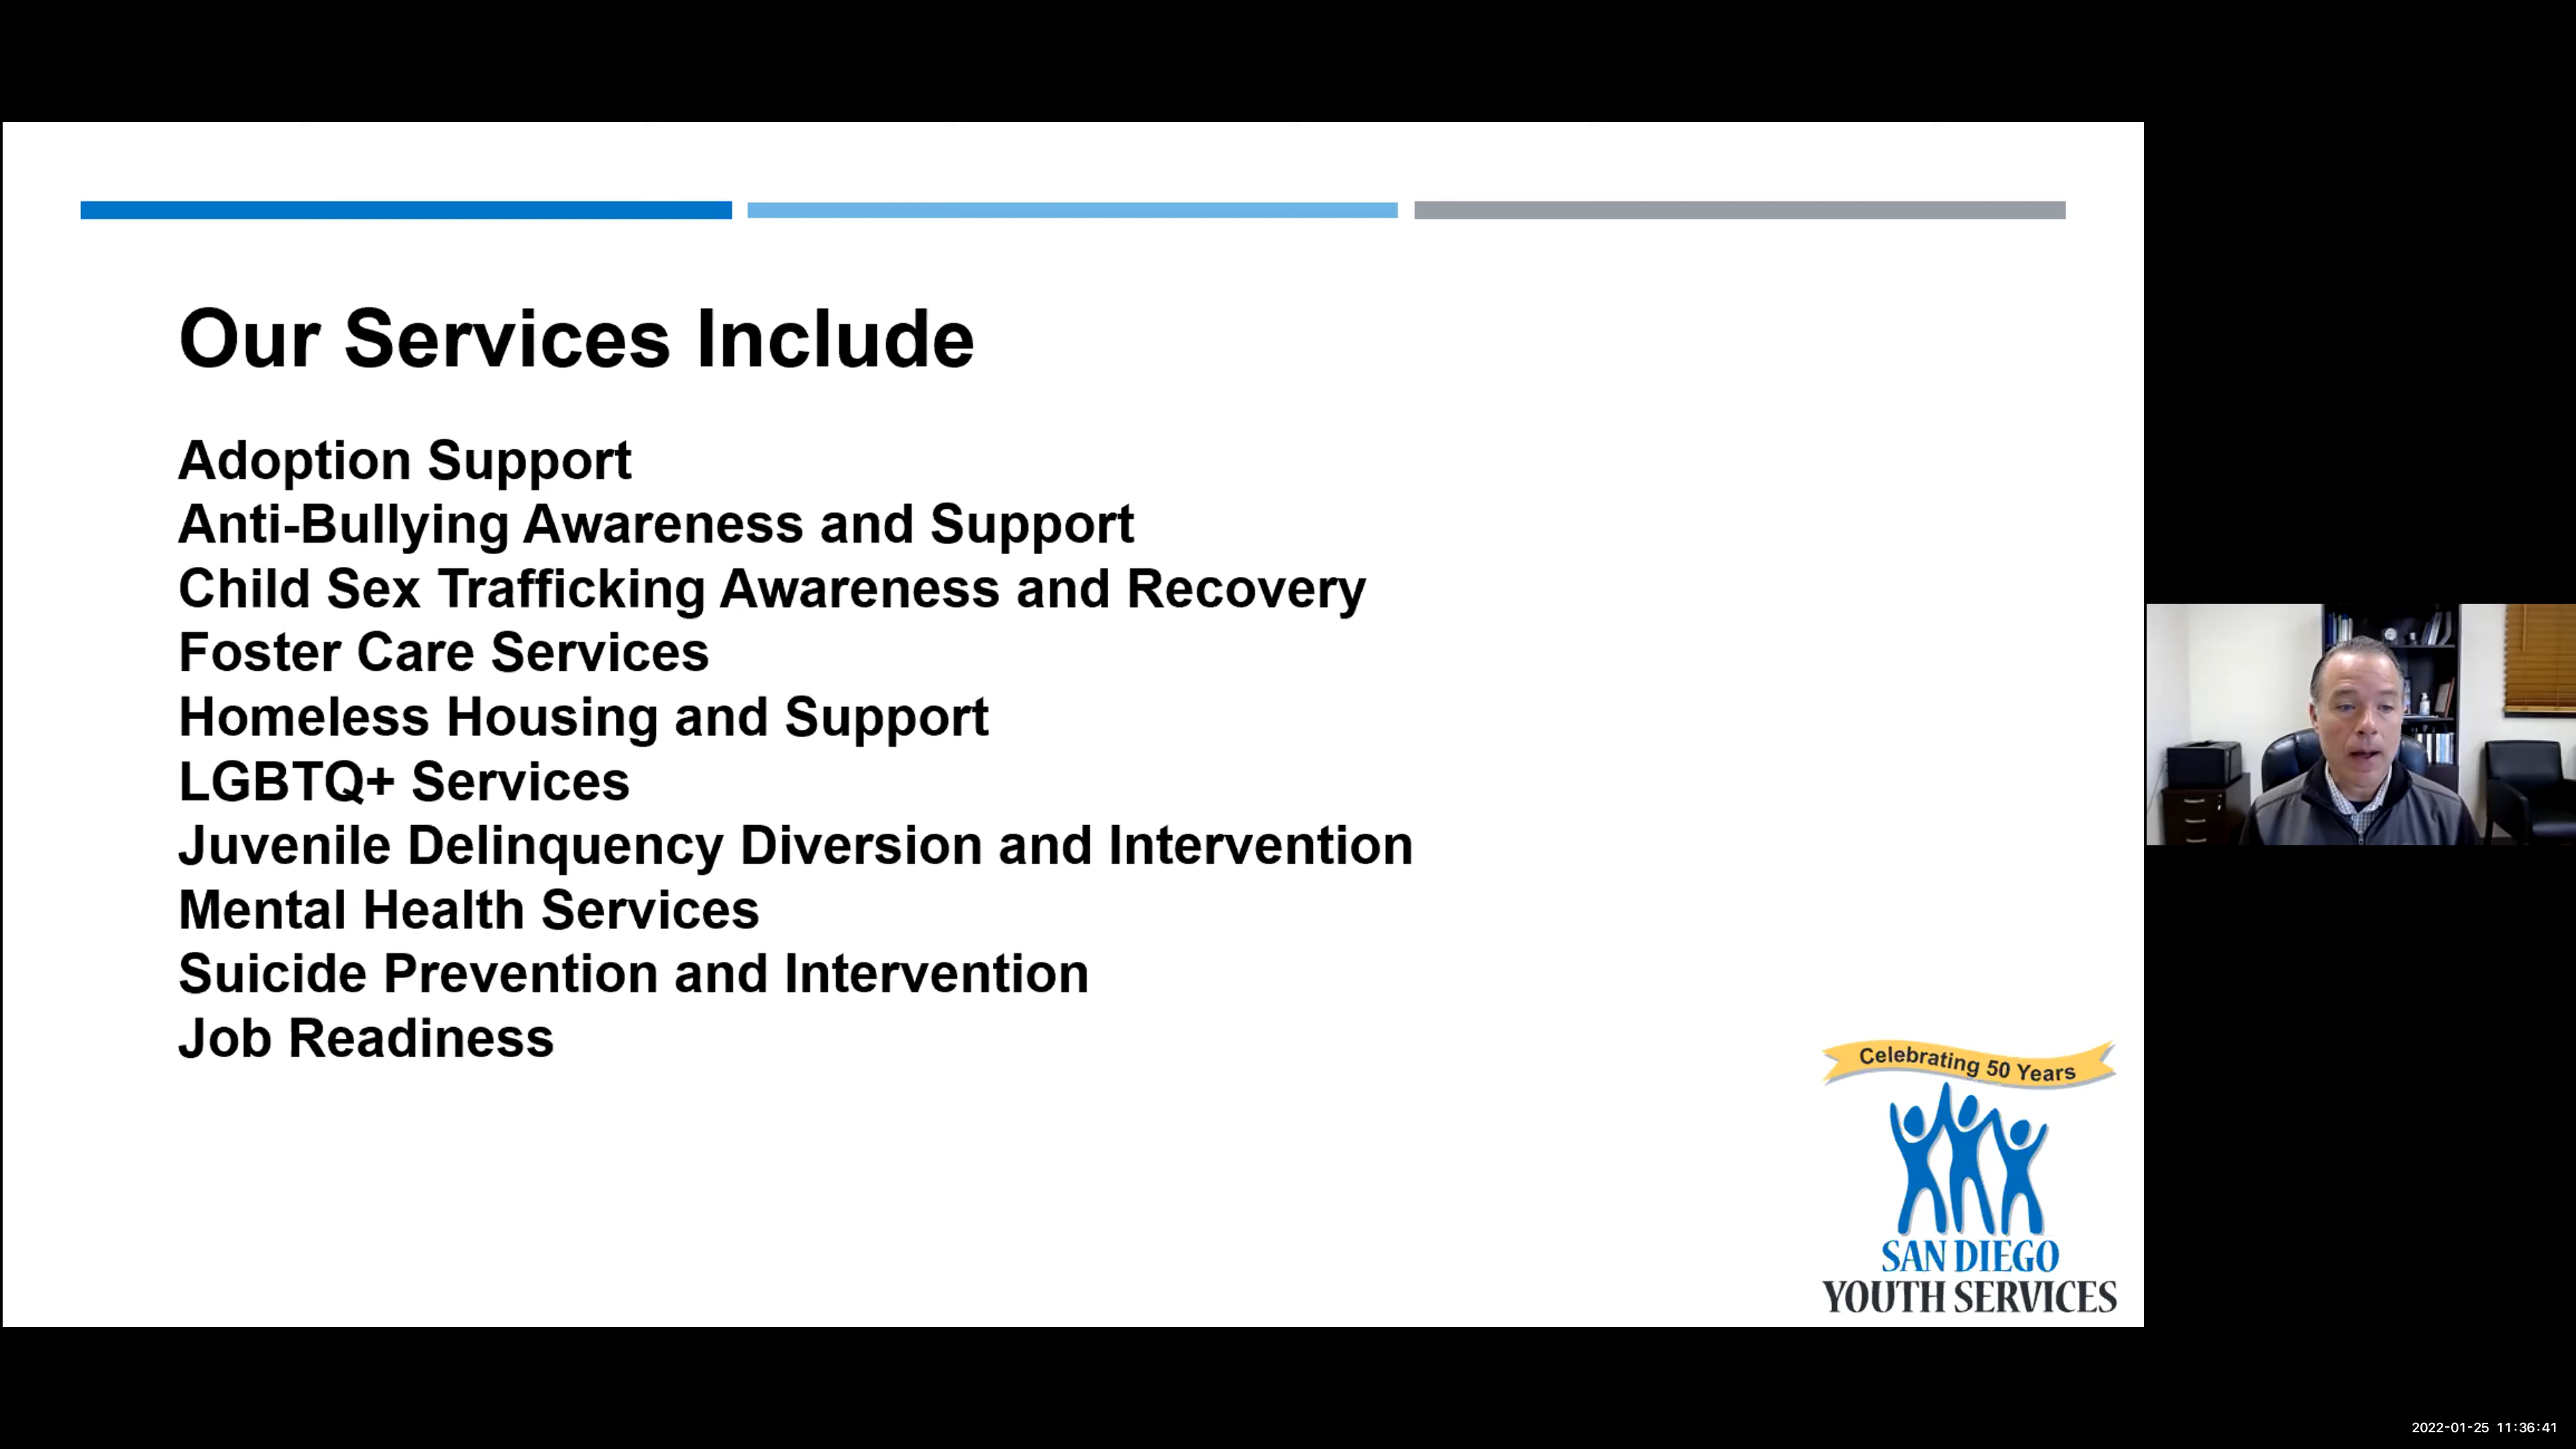 Our Services Include
Adoption Support
Anti-Bullying Awareness and Support
Child Sex Trafficking Awareness and Recovery
Foster Care Services
Homeless Housing and Support
LGBTQ+ Services
Juvenile Delinquency Diversion and Intervention
Mental Health Services
Suicide Prevention and Intervention
Job Readiness
Celebrating 50 Years
SAN DIEGO
YOUTH SERVICES
2022-01-25 11:36:41